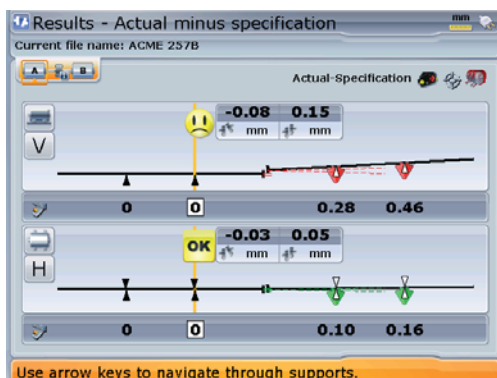 Results - Actual minus specification
mm
Current file name: ACME 257B
A B
Actual-Specification
-0.08 0.15
mm mm
V
0 0 0.28 0.46
OK
-0.03 0.05
mm mm
H
0 0 0.10 0.16
Use arrow keys to navigate through supports.